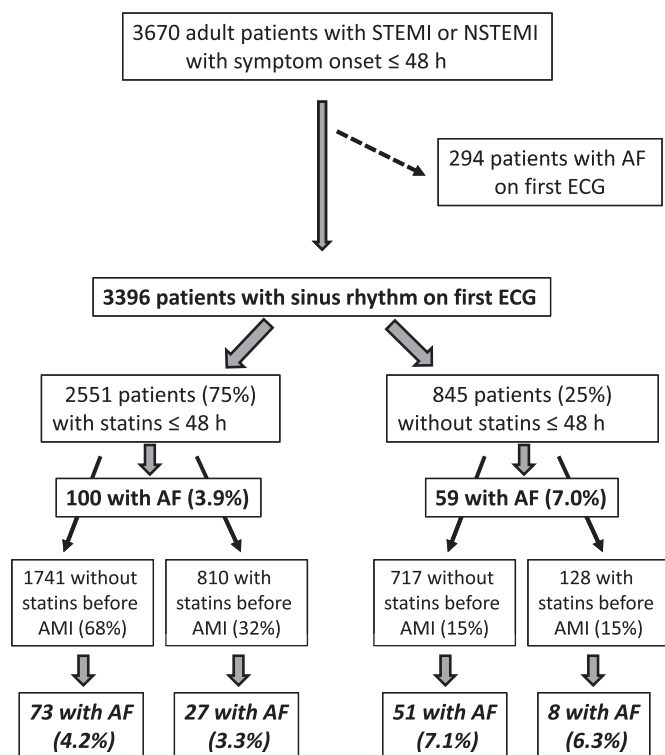 3670 adult patients with STEMI or NSTEMI
with symptom onset ≤ 48 h
294 patients with AF
on first ECG
3396 patients with sinus rhythm on first ECG
2551 patients (75%)
with statins ≤ 48 h
845 patients (25%)
without statins ≤ 48 h
100 with AF (3.9%)
59 with AF (7.0%)
1741 without
statins before
AMI (68%)
810 with
statins before
AMI (32%)
717 without
statins before
AMI (15%)
128 with
statins before
AMI (15%)
73 with AF
(4.2%)
27 with AF
(3.3%)
51 with AF
(7.1%)
8 with AF
(6.3%)